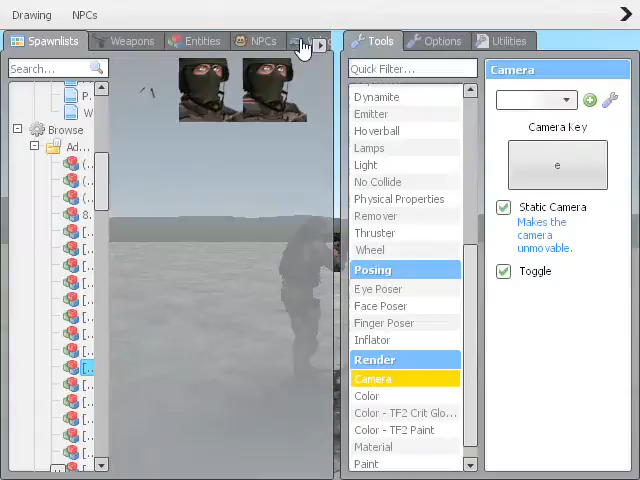 Drawing NPCs
Spawnlists Weapons Entities NPCs
Tools Options Utilities
Search...
P..
W
Browse
Ad...
(..
(..
(..
8..
[..
[..
[..
[..
[..
[..
[..
[..
[..
[..
[..
[..
[..
[..
Quick Filter...
Dynamite
Emitter
Hoverball
Lamps
Light
No Collide
Physical Properties
Remover
Thruster
Wheel
Posing
Eye Poser
Face Poser
Finger Poser
Inflator
Render
Camera
Color
Color - TF2 Crit Glo...
Color - TF2 Paint
Material
Paint
Camera
Camera Key
e
Static Camera
Makes the
camera
unmovable.
Toggle